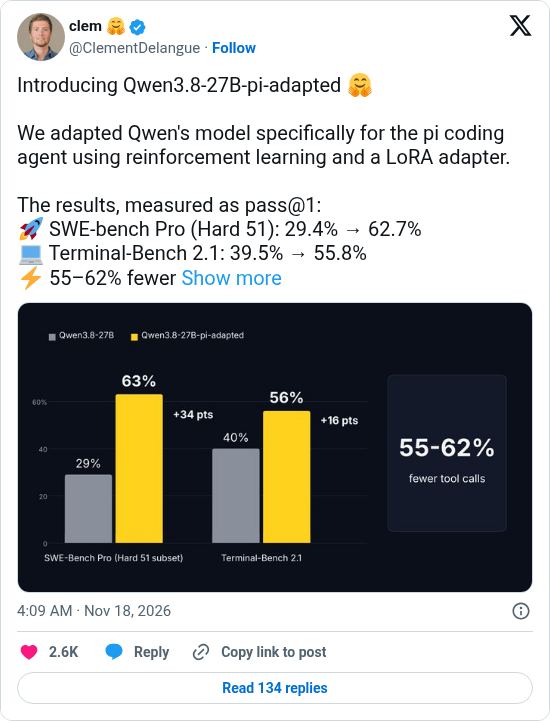 clem 🤗
@ClementDelangue · Follow
Introducing Qwen3.8-27B-pi-adapted 🤗
We adapted Qwen's model specifically for the pi coding
agent using reinforcement learning and a LoRA adapter.
The results, measured as pass@1:
🚀 SWE-bench Pro (Hard 51): 29.4% → 62.7%
💻 Terminal-Bench 2.1: 39.5% → 55.8%
⚡ 55–62% fewer Show more
Qwen3.8-27B Qwen3.8-27B-pi-adapted
63%
56%
60%
+34 pts
+16 pts
40%
55-62%
40
29%
fewer tool calls
20
0
SWE-Bench Pro (Hard 51 subset) Terminal-Bench 2.1
4:09 AM · Nov 18, 2026
2.6K Reply Copy link to post
Read 134 replies